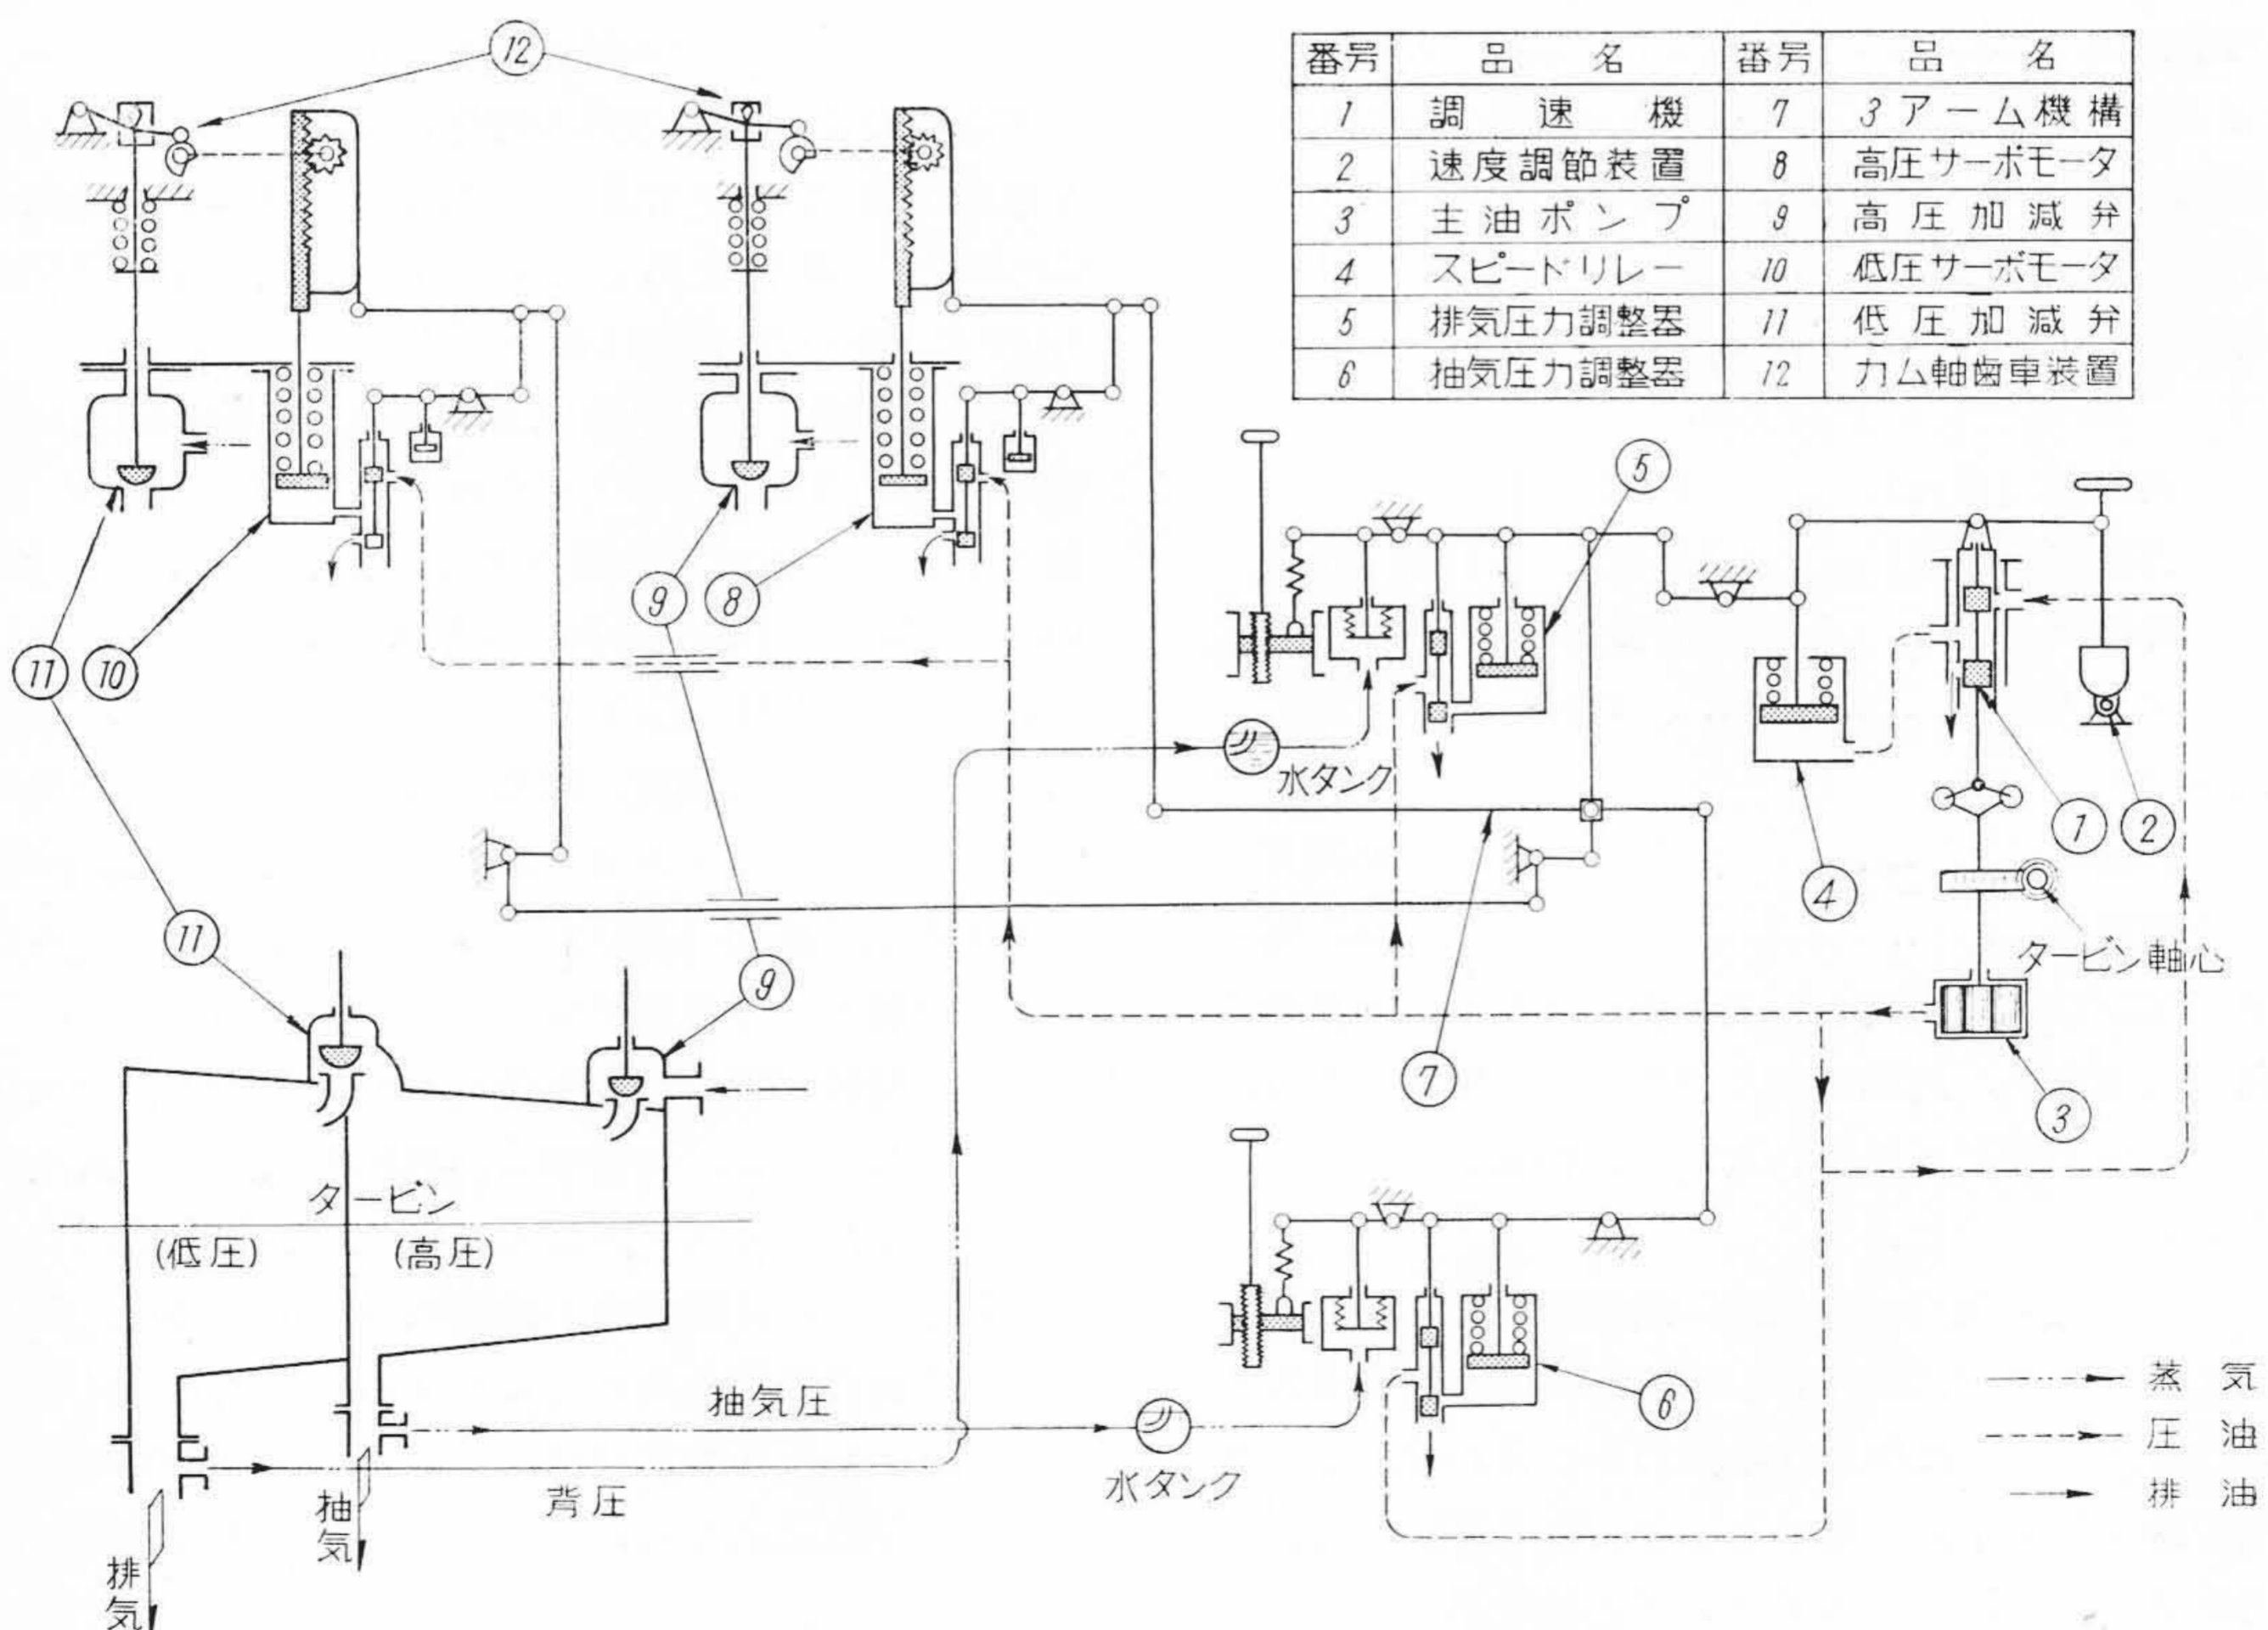 番号 品名 番号 品名
1 調速機 7 3アーム機構
2 速度調節装置 8 高圧サーボモータ
3 主油ポンプ 9 高圧加減弁
4 スピードリレー 10 低圧サーボモータ
5 排気圧力調整器 11 低圧加減弁
6 抽気圧力調整器 12 カム軸歯車装置
12
5
9
8
11
10
水タンク
1
2
4
11
9
タービン軸心
7
3
タービン
(低圧)
(高圧)
抽気圧
6
水タンク
背圧
抽気
排気
蒸気
圧油
排油